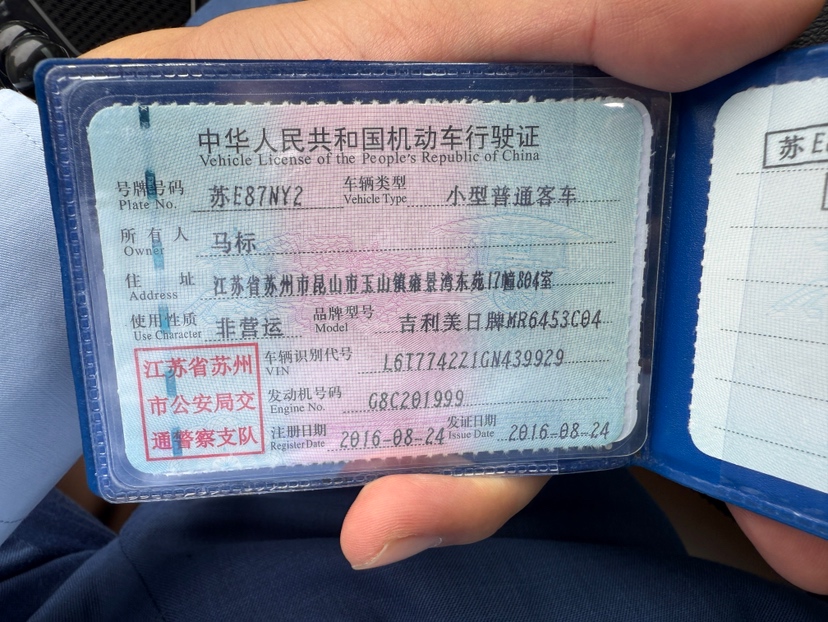 中华人民共和国机动车行驶证
Vehicle License of the People's Republic of China
号牌号码 苏E87NY2 车辆类型 小型普通客车
Plate No. Vehicle Type
所有人 马标
Owner
住址 江苏省苏州市昆山市玉山镇雍景湾东苑17幢804室
Address
使用性质 非营运 品牌型号 吉利美日牌MR6453C04
Use Character Model
江苏省苏州
市公安局交
通警察支队
车辆识别代号 L6T7742Z1GN439929
VIN
发动机号码 G8C201999
Engine No.
注册日期 2016-08-24 发证日期 2016-08-24
Register Date Issue Date